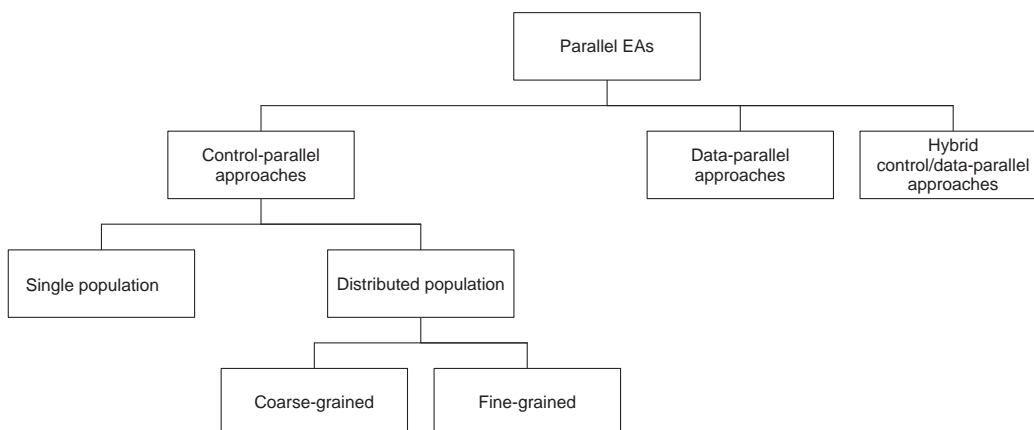 Parallel EAs
Control-parallel
approaches
Data-parallel
approaches
Hybrid
control/data-parallel
approaches
Single population
Distributed population
Coarse-grained
Fine-grained